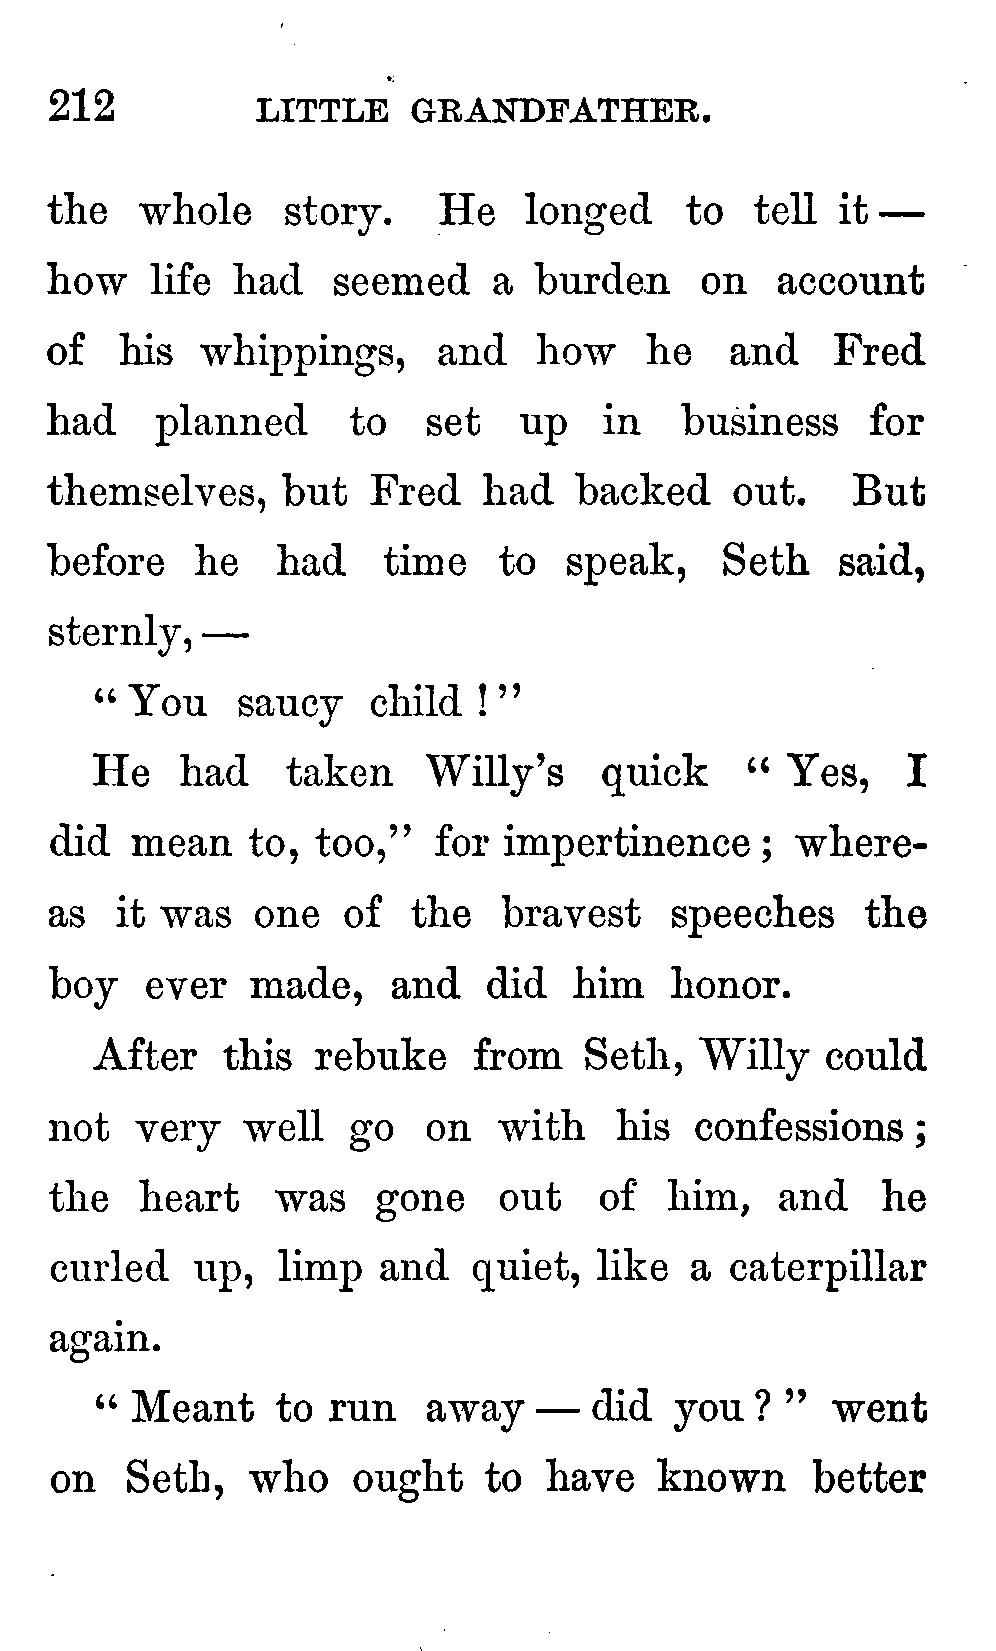 212 LITTLE GRANDFATHER.
the whole story. He longed to tell it —
how life had seemed a burden on account
of his whippings, and how he and Fred
had planned to set up in business for
themselves, but Fred had backed out. But
before he had time to speak, Seth said,
sternly, —
“ You saucy child ! ”
He had taken Willy’s quick “ Yes, I
did mean to, too,” for impertinence ; where-
as it was one of the bravest speeches the
boy ever made, and did him honor.
After this rebuke from Seth, Willy could
not very well go on with his confessions ;
the heart was gone out of him, and he
curled up, limp and quiet, like a caterpillar
again.
“ Meant to run away — did you ? ” went
on Seth, who ought to have known better